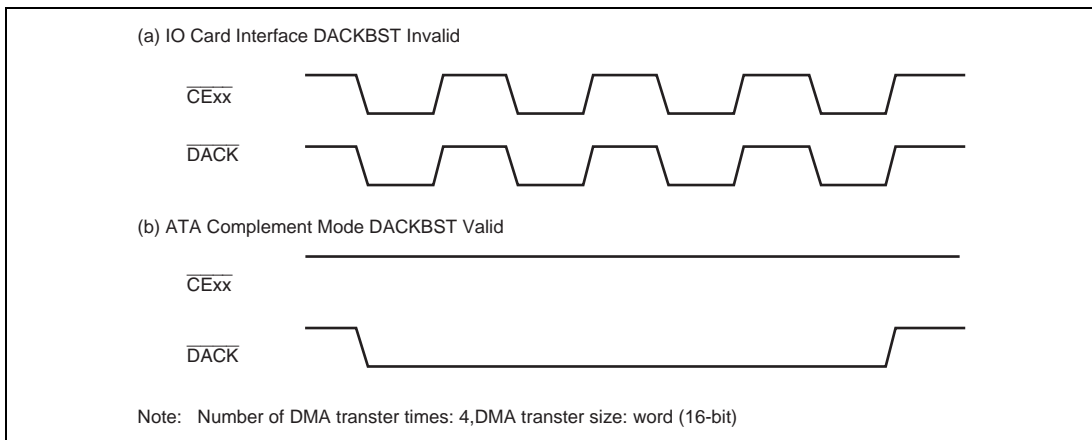 (a) IO Card Interface DACKBST Invalid
CExx
DACK
(b) ATA Complement Mode DACKBST Valid
CExx
DACK
Note: Number of DMA transter times: 4,DMA transter size: word (16-bit)